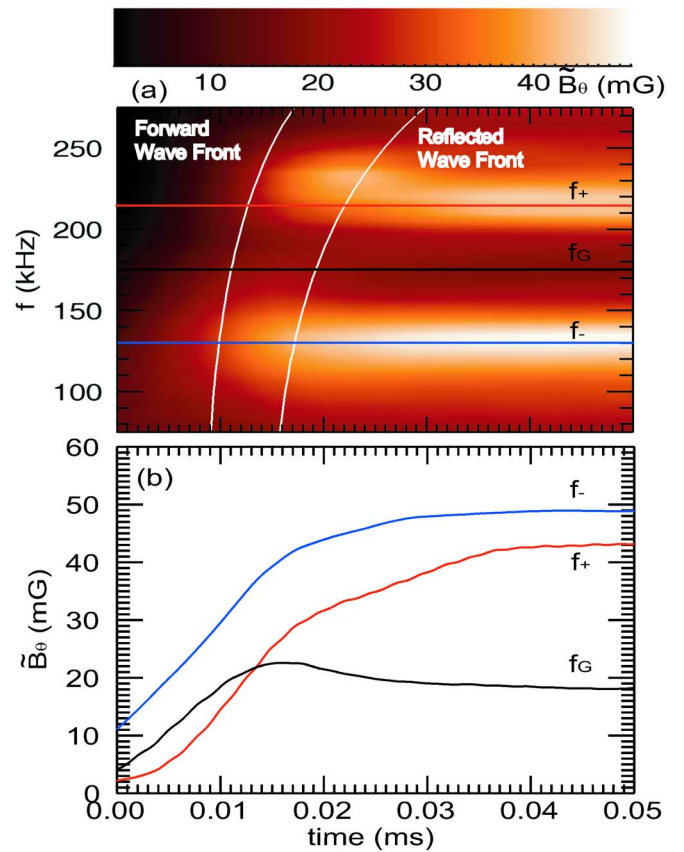 10 20 30 40 B̃θ (mG)
(a)
Forward
Wave Front
Reflected
Wave Front
250
200
150
100
f (kHz)
f+
fG
f-
(b)
60
50
40
30
20
10
0
B̃θ (mG)
f-
f+
fG
0.00 0.01 0.02 0.03 0.04 0.05
time (ms)